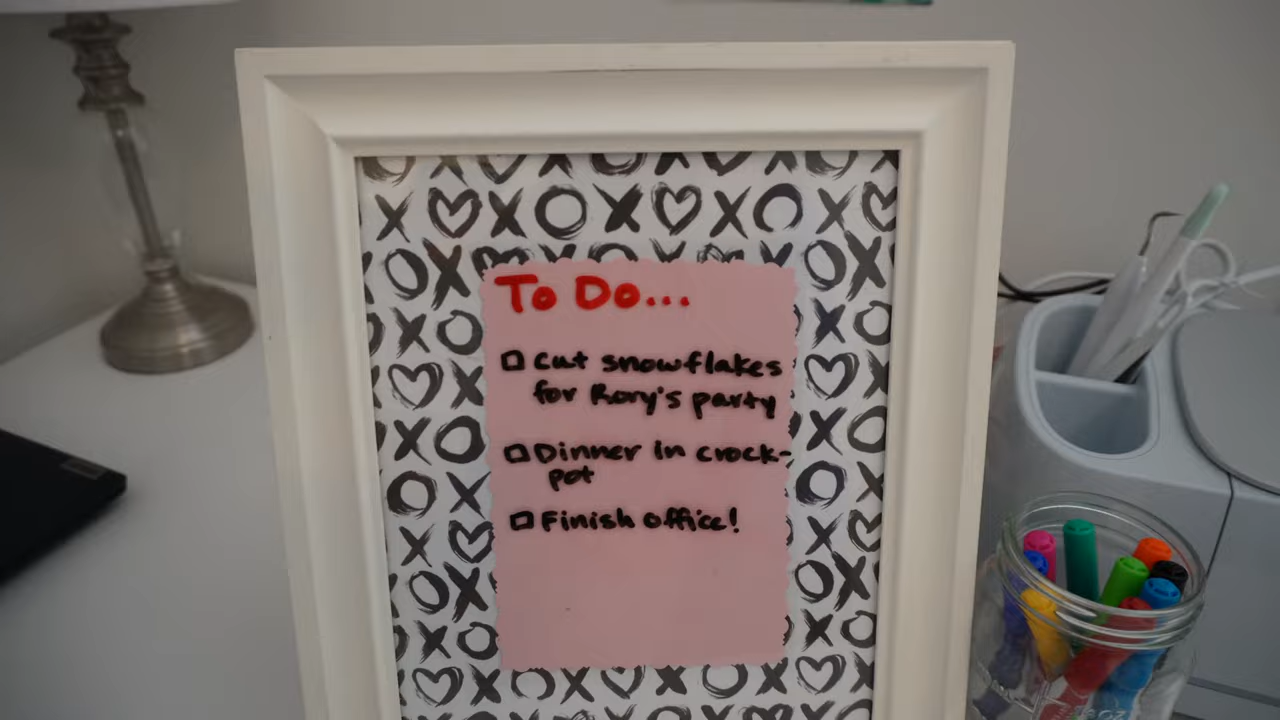 To Do...
cut snowflakes
for Rory's party
Dinner in crock-
pot
Finish office!